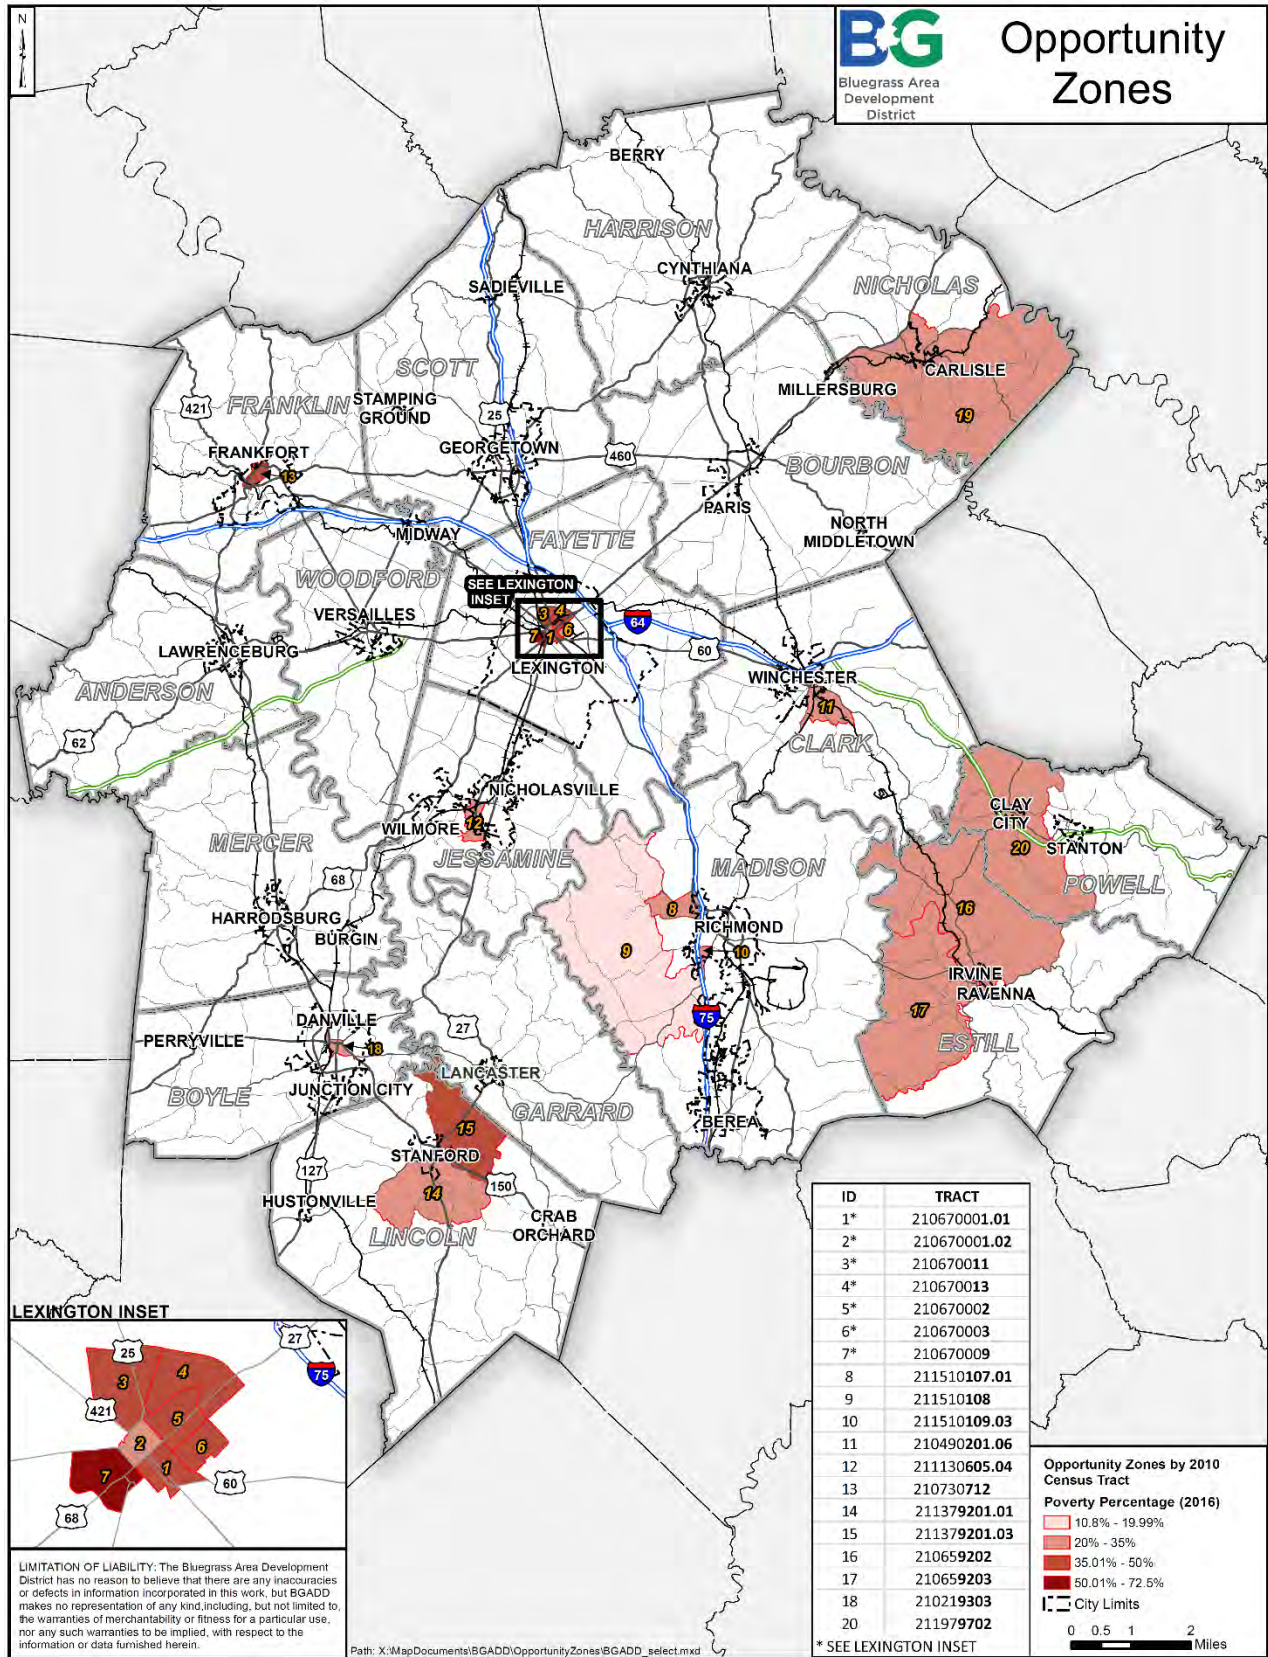 N
BG
Bluegrass Area
Development
District
Opportunity
Zones
BERRY
HARRISON
CYNTHIANA
NICHOLAS
SADIEVILLE
SCOTT
CARLISLE
MILLERSBURG
421
FRANKLIN
STAMPING
GROUND
25
19
FRANKFORT
GEORGETOWN
460
BOURBON
13
PARIS
NORTH
MIDDLETOWN
MIDWAY
FAYETTE
WOODFORD
SEE LEXINGTON
INSET
VERSAILLES
3 4
64
7 1 6
60
LAWRENCEBURG
LEXINGTON
WINCHESTER
ANDERSON
11
62
CLARK
NICHOLASVILLE
CLAY
CITY
WILMORE
12
MERCER
JESSAMINE
20
STANTON
68
MADISON
POWELL
HARRODSBURG
8
16
BURGIN
RICHMOND
9
10
IRVINE
RAVENNA
DANVILLE
27
75
17
PERRYVILLE
18
ESTILL
LANCASTER
JUNCTION CITY
BOYLE
GARRARD
15
BEREA
STANFORD
127
150
14
HUSTONVILLE
CRAB
ORCHARD
LINCOLN
ID TRACT
1* 210670001.01
2* 210670001.02
3* 210670011
4* 210670013
5* 210670002
6* 210670003
7* 210670009
8 211510107.01
9 211510108
10 211510109.03
11 210490201.06
12 211130605.04
13 210730712
14 211379201.01
15 211379201.03
16 210659202
17 210659203
18 210219303
20 211979702
* SEE LEXINGTON INSET
LEXINGTON INSET
25
27
75
3
4
421
5
2
6
7
1
60
68
LIMITATION OF LIABILITY: The Bluegrass Area Development
District has no reason to believe that there are any inaccuracies
or defects in information incorporated in this work, but BGADD
makes no representation of any kind,including, but not limited to,
the warranties of merchantability or fitness for a particular use,
nor any such warranties to be implied, with respect to the
information or data furnished herein.
Path: X:\MapDocuments\BGADD\OpportunityZones\BGADD_select.mxd
Opportunity Zones by 2010
Census Tract
Poverty Percentage (2016)
10.8% - 19.99%
20% - 35%
35.01% - 50%
50.01% - 72.5%
City Limits
0 0.5 1 2
Miles